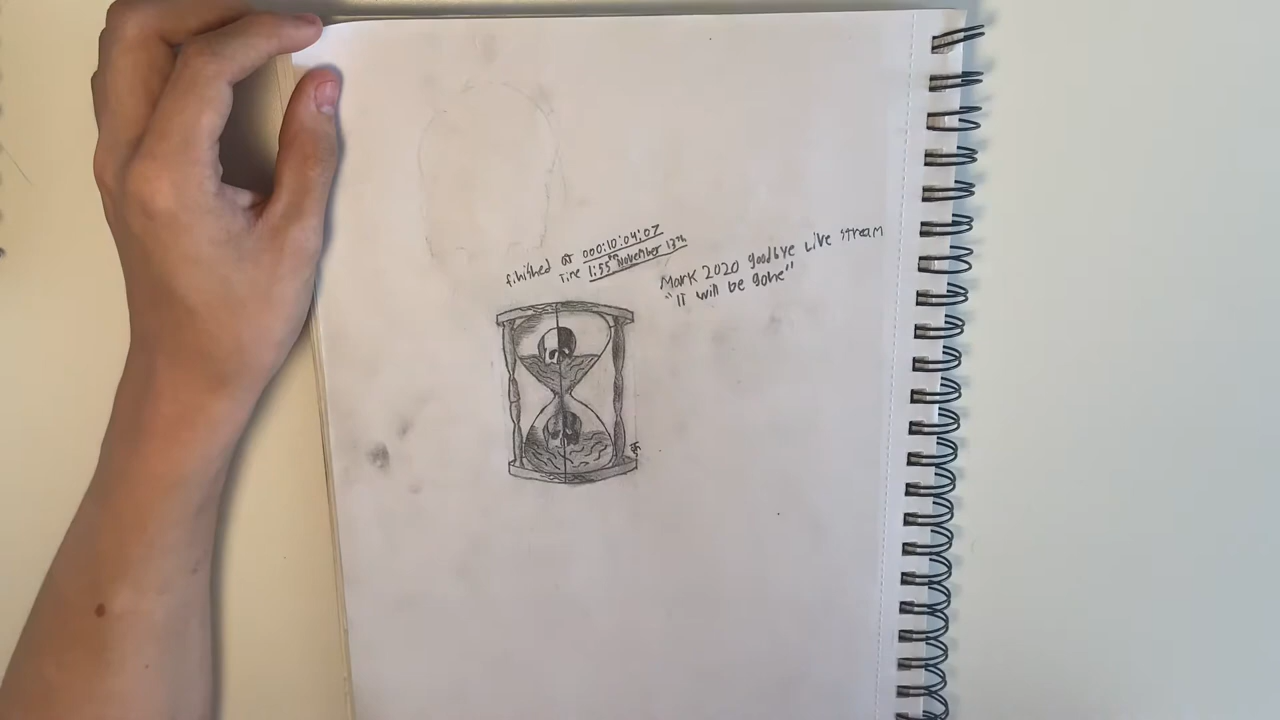 finished at 000:10:04:07
Time 1:55 pm November 13th
Mark 2020 goodbye Live stream
"It will be gone"